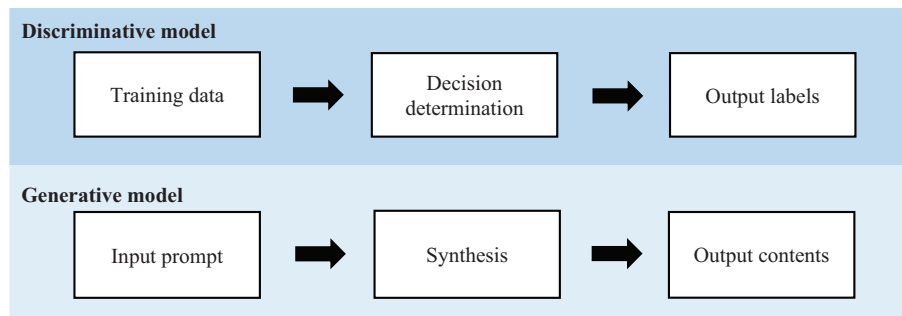 Discriminative model
Training data
Decision
determination
Output labels
Generative model
Input prompt
Synthesis
Output contents